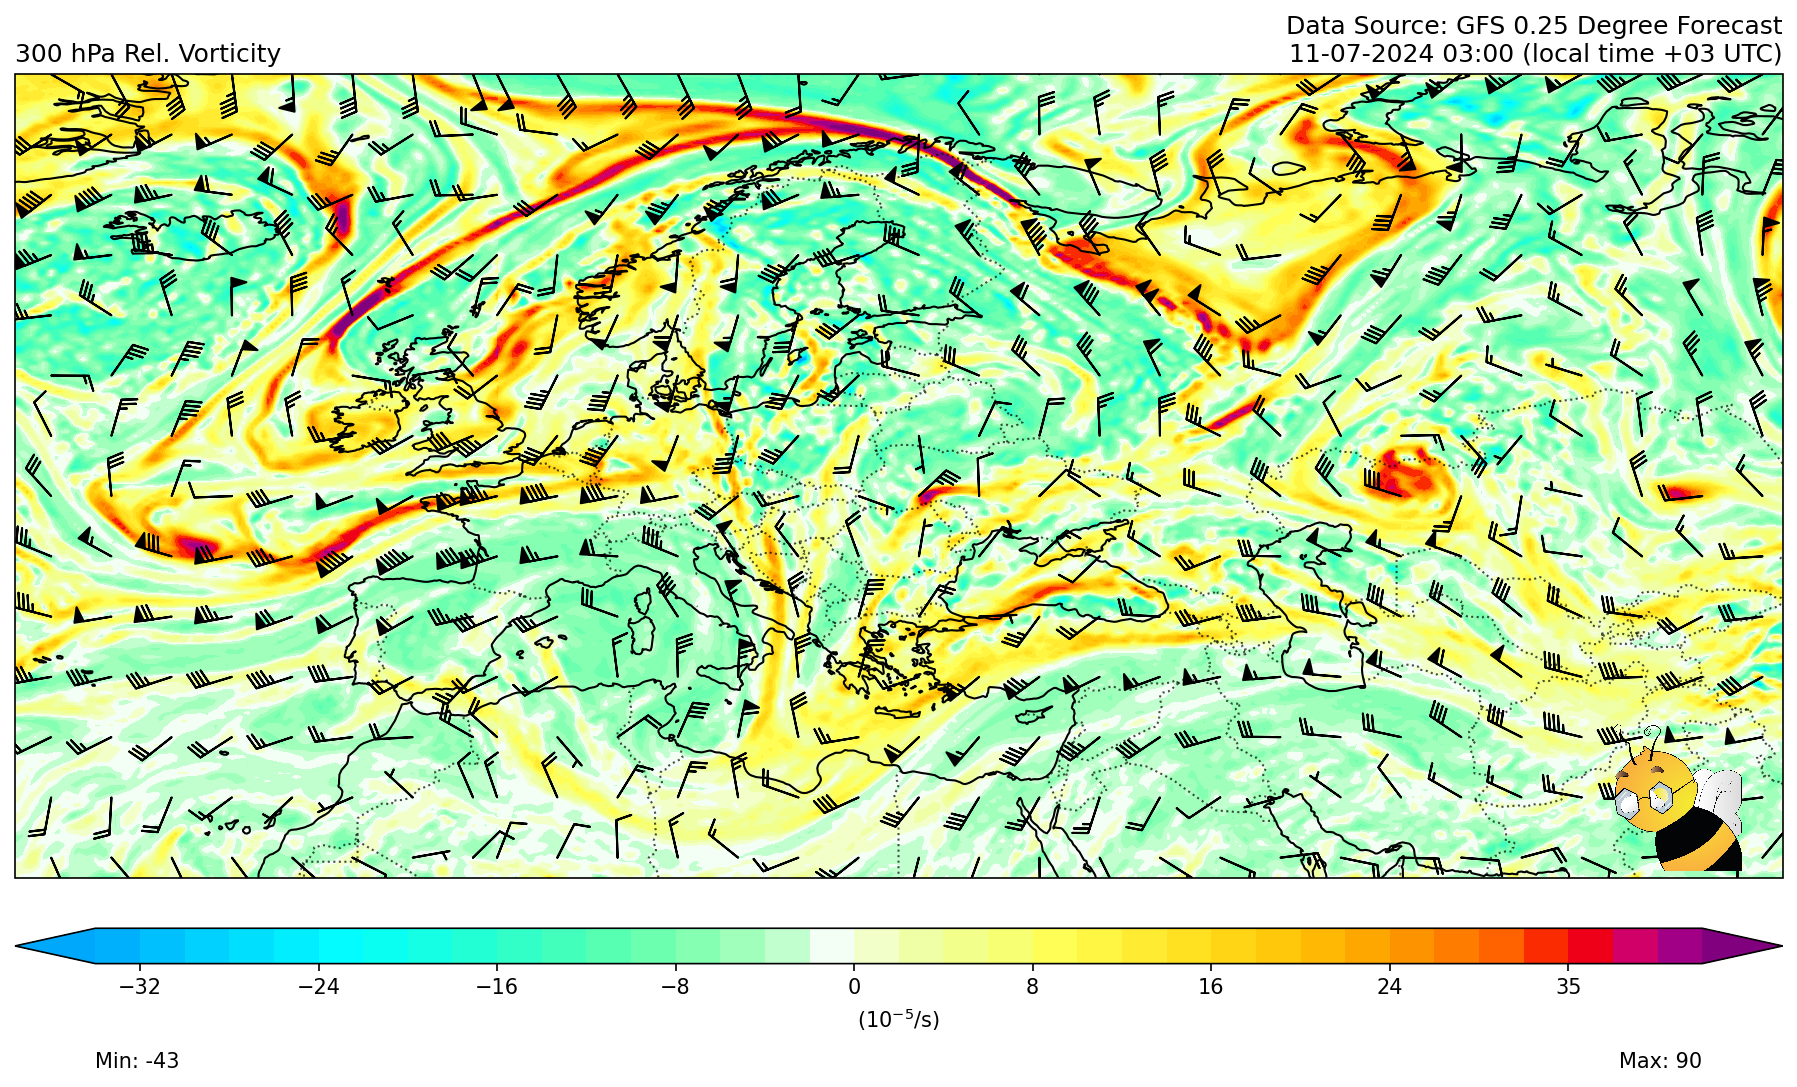 Data Source: GFS 0.25 Degree Forecast
300 hPa Rel. Vorticity
11-07-2024 03:00 (local time +03 UTC)
−32 −24 −16 −8 0 8 16 24 35
(10⁻⁵/s)
Min: -43
Max: 90